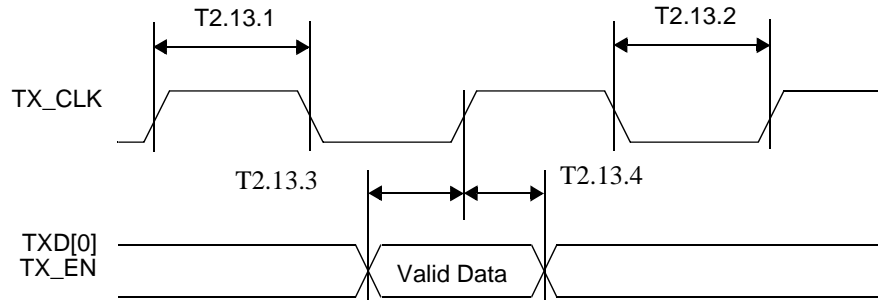 T2.13.1
T2.13.2
TX_CLK
T2.13.3
T2.13.4
TXD[0]
TX_EN
Valid Data